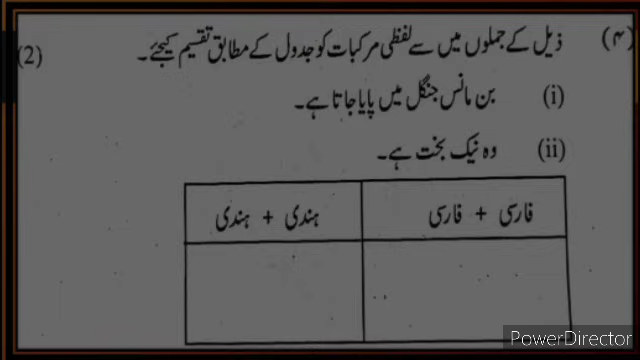 (۴) ذیل کے جملوں میں سے لفظی مرکبات کو جدول کے مطابق تقسیم کیجئے۔ (2)
(i) بن مانس جنگل میں پایا جاتا ہے۔
(ii) وہ نیک بخت ہے۔
فارسی + فارسی ہندی + ہندی
PowerDirector